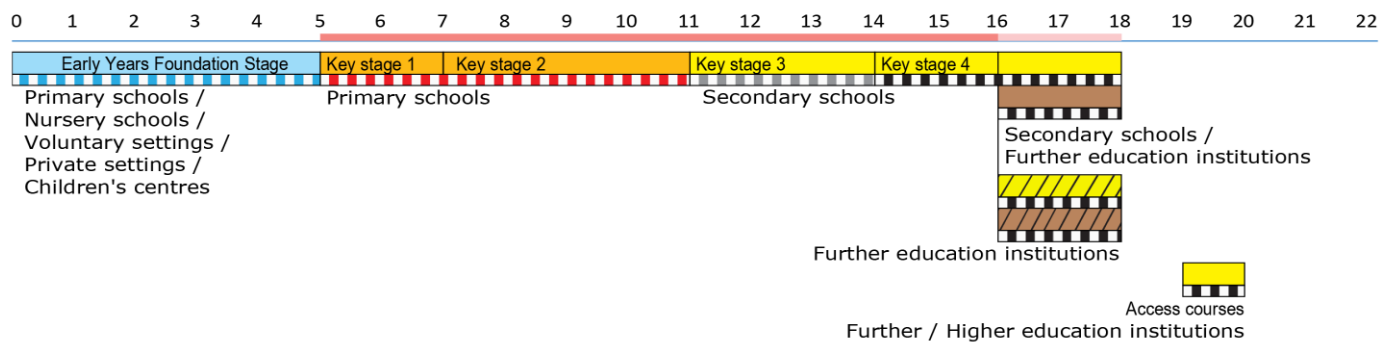 0 1 2 3 4 5 6 7 8 9 10 11 12 13 14 15 16 17 18 19 20 21 22
Early Years Foundation Stage Key stage 1 Key stage 2 Key stage 3 Key stage 4
Primary schools /
Nursery schools /
Voluntary settings /
Private settings /
Children's centres
Primary schools
Secondary schools
Secondary schools /
Further education institutions
Further education institutions
Access courses
Further / Higher education institutions